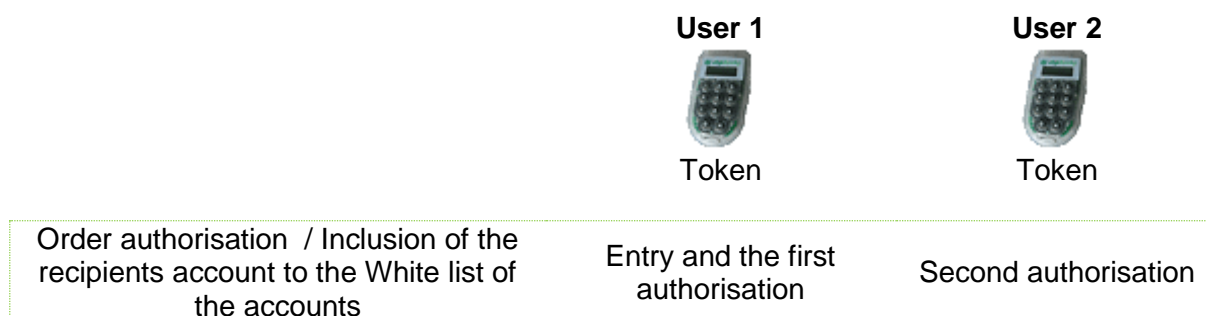 User 1
User 2
Token
Token
Order authorisation / Inclusion of the
recipients account to the White list of
the accounts
Entry and the first
authorisation
Second authorisation